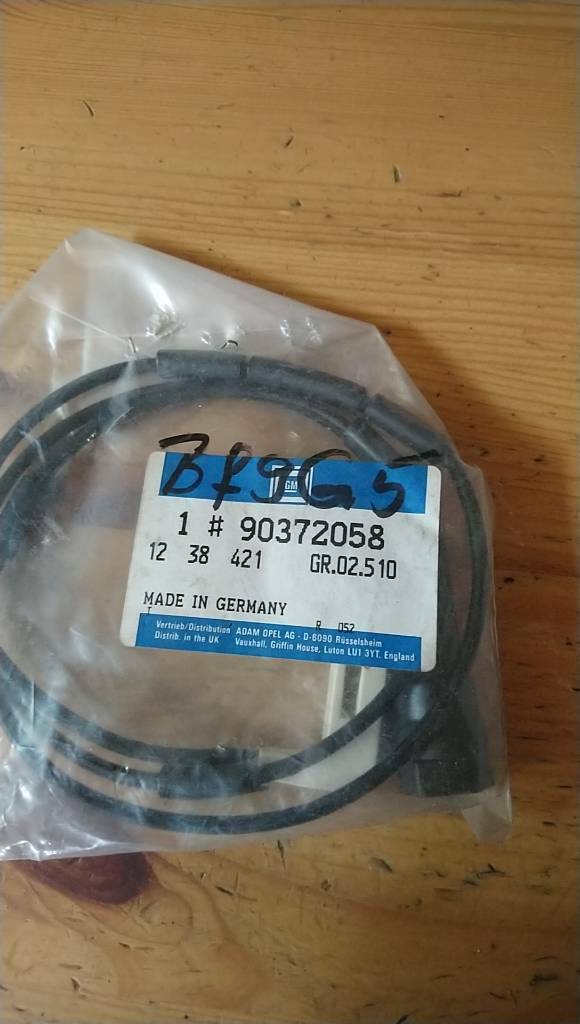 GM
1 # 90372058
12 38 421 GR.02.510
MADE IN GERMANY
R 052
Vertrieb/Distribution ADAM OPEL AG - D-6090 Rüsselsheim
Distrib. in the UK Vauxhall, Griffin House, Luton LU1 3YT. England